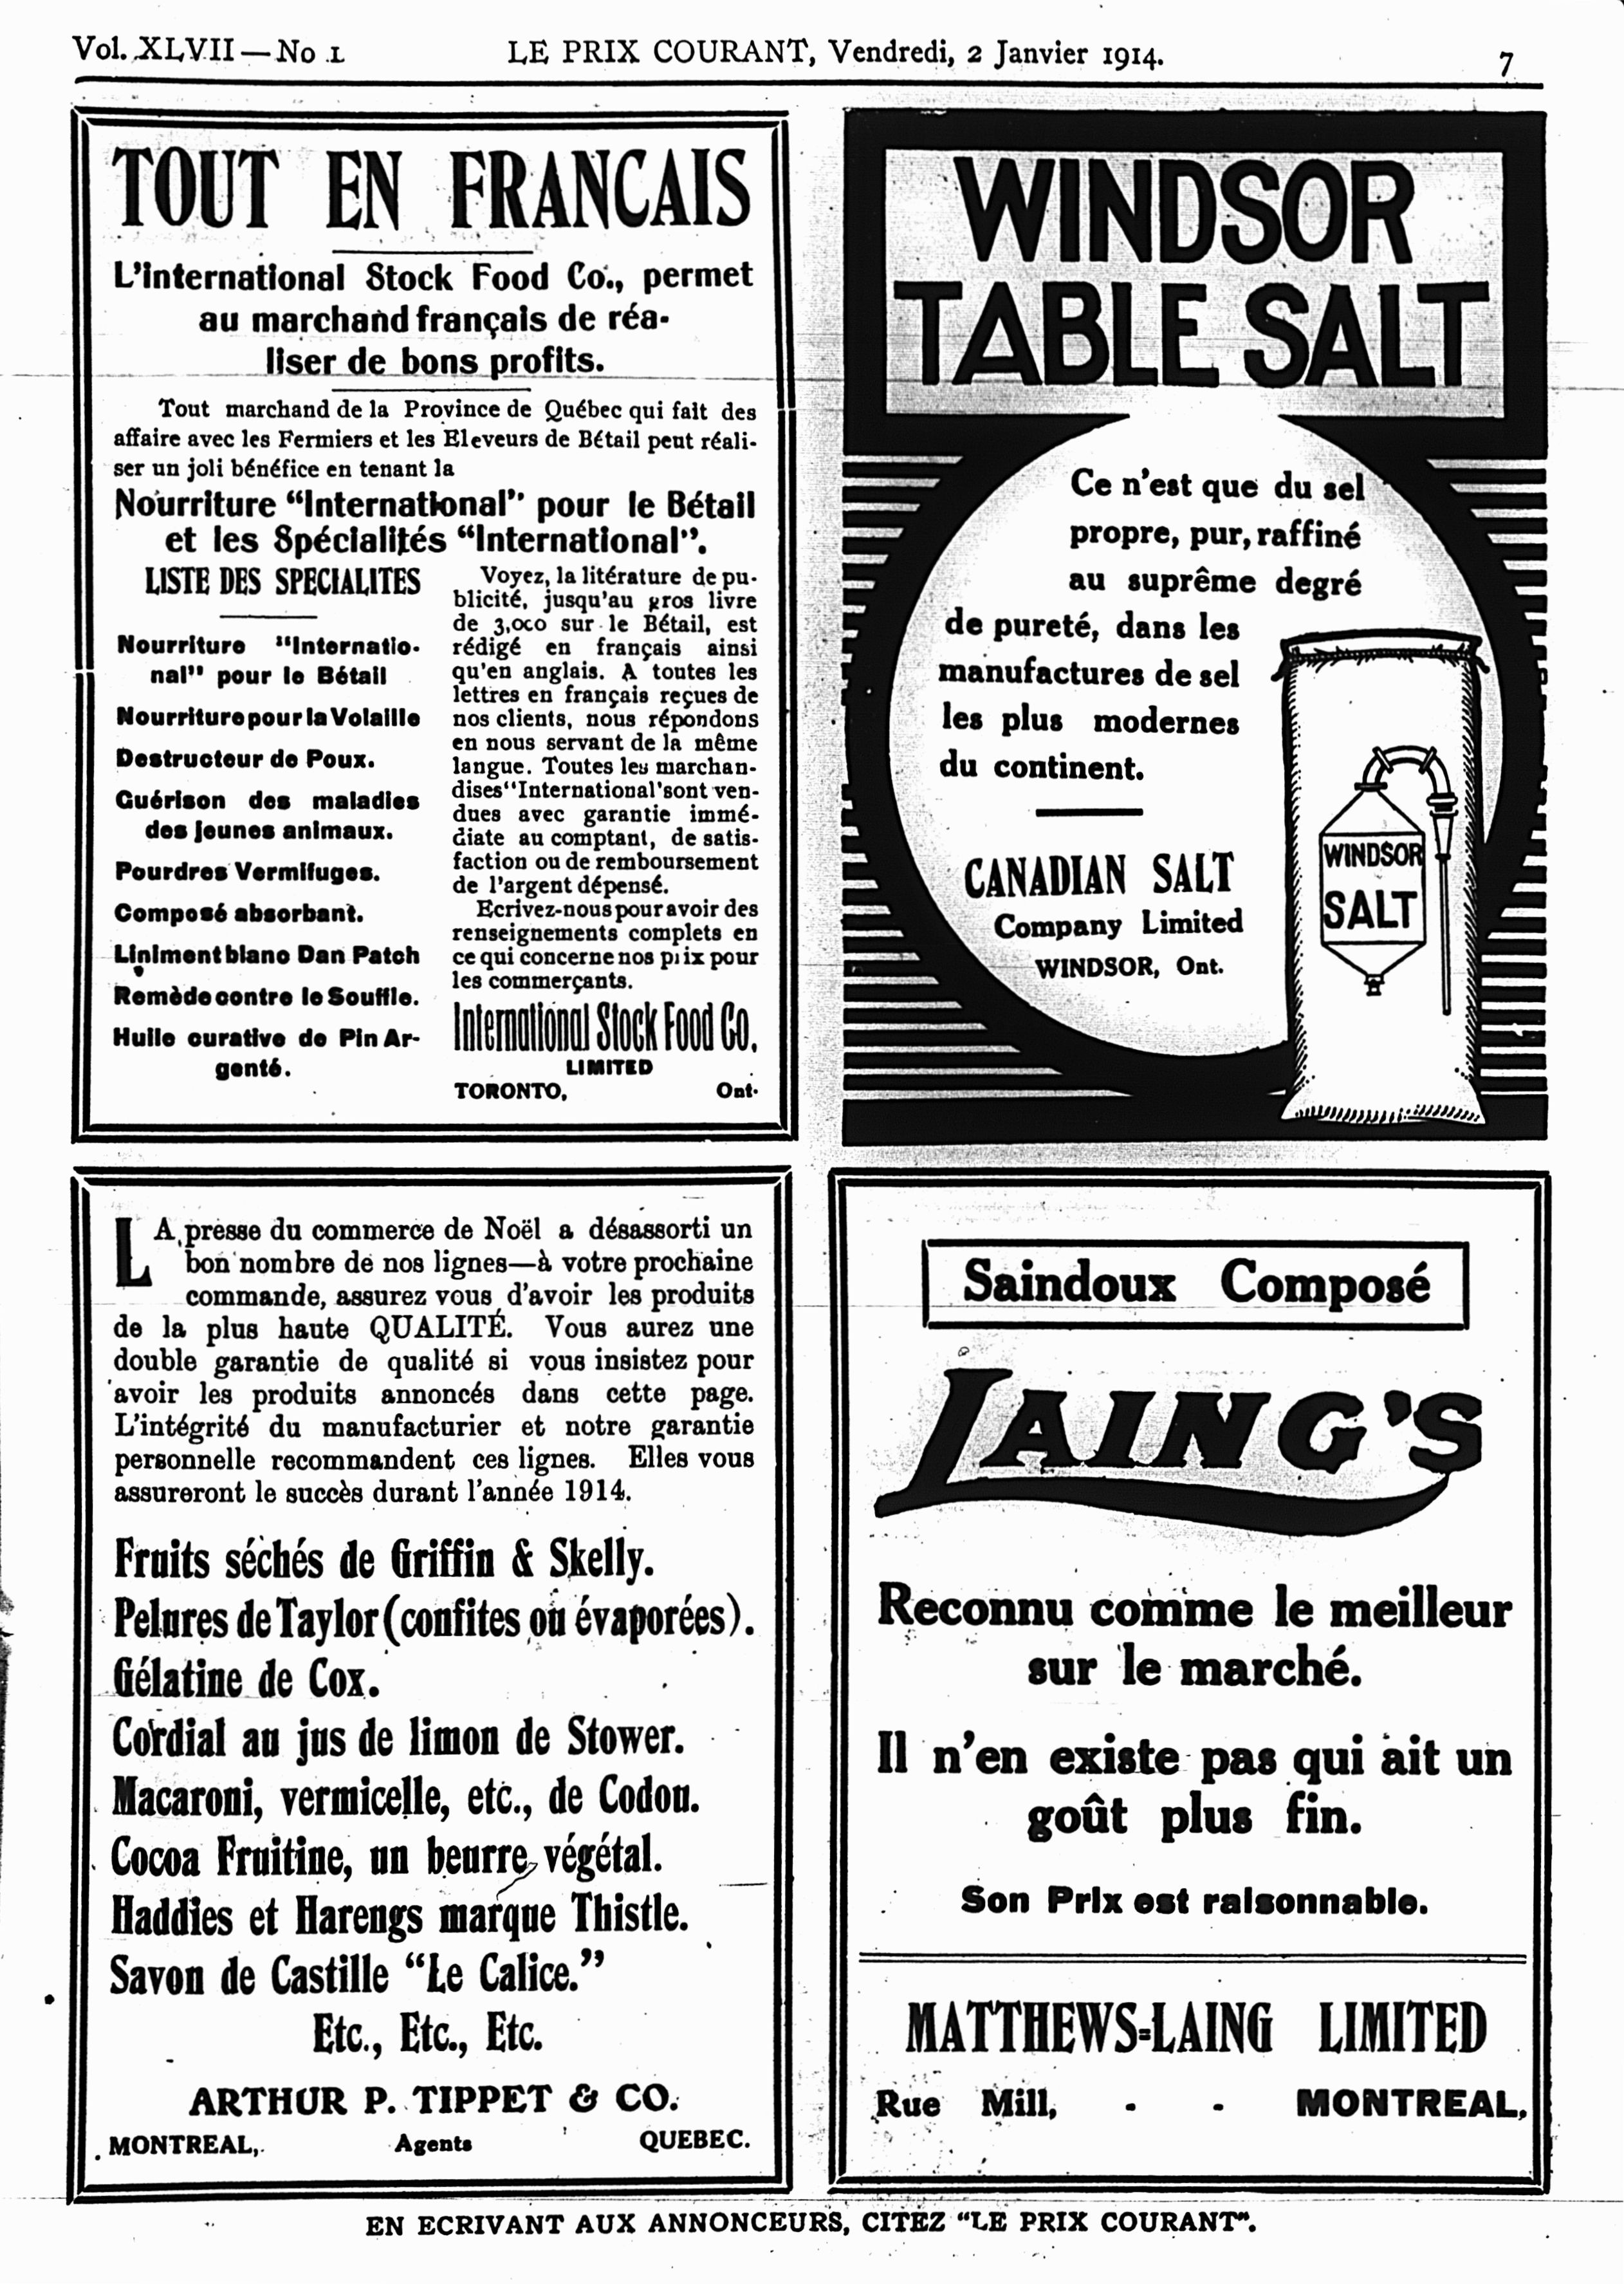 Vol. XLVII — No 1
LE PRIX COURANT, Vendredi, 2 Janvier 1914.
7
TOUT EN FRANCAIS
L'international Stock Food Co., permet
au marchand français de réa-
liser de bons profits.
Tout marchand de la Province de Québec qui fait des
affaire avec les Fermiers et les Eleveurs de Bétail peut réali-
ser un joli bénéfice en tenant la
Nourriture "International" pour le Bétail
et les Spécialités "International".
LISTE DES SPECIALITES
Nourriture "Internatio-
nal" pour le Bétail
Nourriture pour la Volaille
Destructeur de Poux.
Guérison des maladies
des jeunes animaux.
Pourdres Vermifuges.
Composé absorbant.
Liniment blanc Dan Patch
Remède contre le Souffle.
Huile curative de Pin Ar-
genté.
Voyez, la litérature de pu-
blicité, jusqu'au gros livre
de 3,000 sur le Bétail, est
rédigé en français ainsi
qu'en anglais. A toutes les
lettres en français reçues de
nos clients, nous répondons
en nous servant de la même
langue. Toutes les marchan-
dises "International' sont ven-
dues avec garantie immé-
diate au comptant, de satis-
faction ou de remboursement
de l'argent dépensé.
Ecrivez-nous pour avoir des
renseignements complets en
ce qui concerne nos prix pour
les commerçants.
International Stock Food Co.
LIMITED
TORONTO, Ont.
WINDSOR
TABLE SALT
Ce n'est que du sel
propre, pur, raffiné
au suprême degré
de pureté, dans les
manufactures de sel
les plus modernes
du continent.
CANADIAN SALT
Company Limited
WINDSOR, Ont.
WINDSOR
SALT
LA presse du commerce de Noël a désassorti un
bon nombre de nos lignes—à votre prochaine
commande, assurez vous d'avoir les produits
de la plus haute QUALITÉ. Vous aurez une
double garantie de qualité si vous insistez pour
avoir les produits annoncés dans cette page.
L'intégrité du manufacturier et notre garantie
personnelle recommandent ces lignes. Elles vous
assureront le succès durant l'année 1914.
Fruits séchés de Griffin & Skelly.
Pelures de Taylor (confites ou évaporées).
Gélatine de Cox.
Cordial au jus de limon de Stower.
Macaroni, vermicelle, etc., de Codou.
Cocoa Fruitine, un beurre végétal.
Haddies et Harengs marque Thistle.
Savon de Castille "Le Calice."
Etc., Etc., Etc.
ARTHUR P. TIPPET & CO.
MONTREAL, Agents QUEBEC.
Saindoux Composé
LAING'S
Reconnu comme le meilleur
sur le marché.
Il n'en existe pas qui ait un
goût plus fin.
Son Prix est raisonnable.
MATTHEWS-LAING LIMITED
Rue Mill, - - MONTREAL,
EN ECRIVANT AUX ANNONCEURS, CITEZ "LE PRIX COURANT".